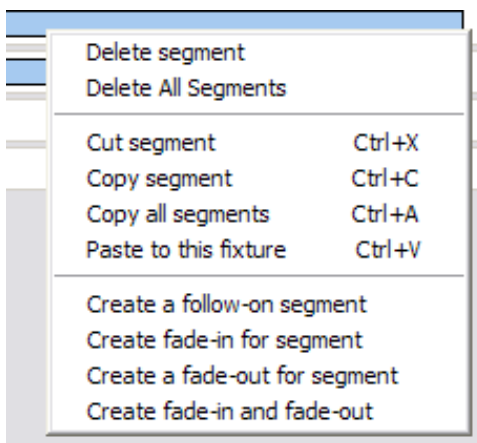 Delete segment
Delete All Segments
Cut segment Ctrl+X
Copy segment Ctrl+C
Copy all segments Ctrl+A
Paste to this fixture Ctrl+V
Create a follow-on segment
Create fade-in for segment
Create a fade-out for segment
Create fade-in and fade-out